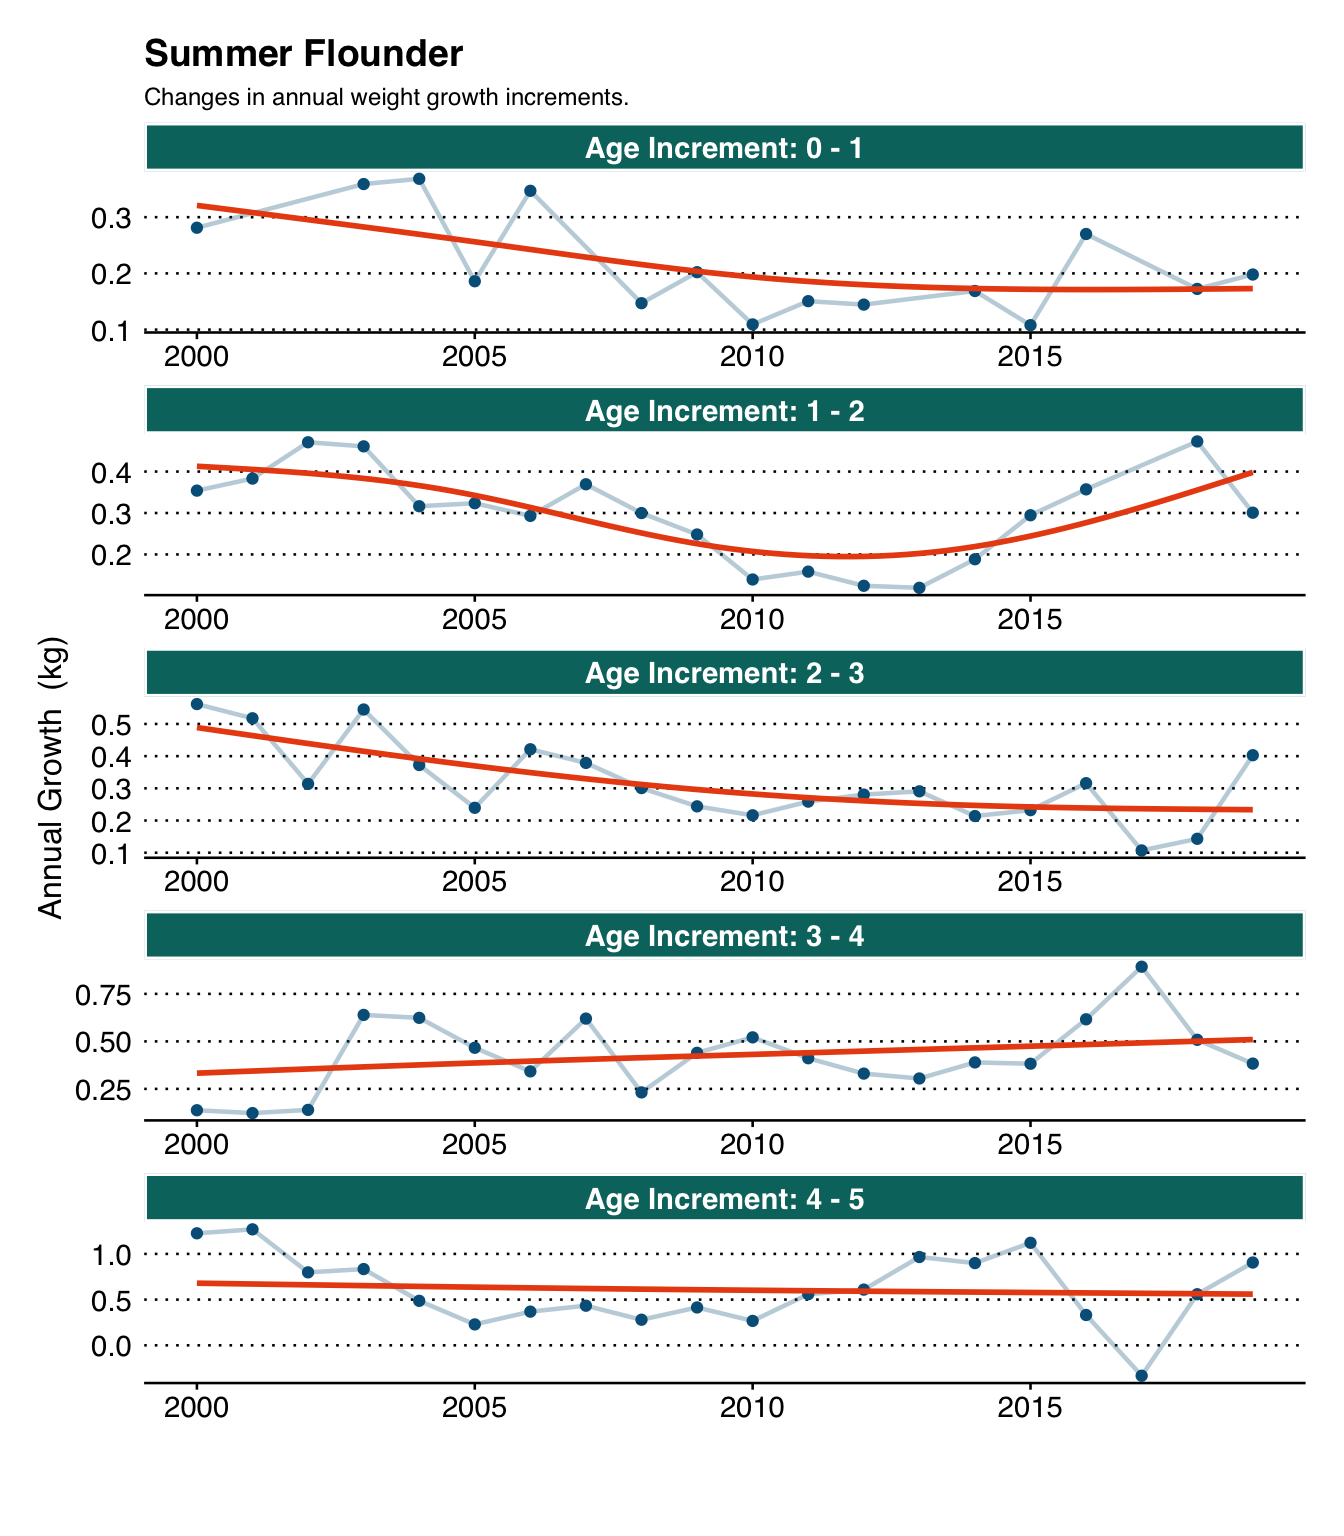 Summer Flounder
Changes in annual weight growth increments.
Annual Growth (kg)
Age Increment: 0 - 1
0.3
0.2
0.1
2000 2005 2010 2015
Age Increment: 1 - 2
0.4
0.3
0.2
2000 2005 2010 2015
Age Increment: 2 - 3
0.5
0.4
0.3
0.2
0.1
2000 2005 2010 2015
Age Increment: 3 - 4
0.75
0.50
0.25
2000 2005 2010 2015
Age Increment: 4 - 5
1.0
0.5
0.0
2000 2005 2010 2015